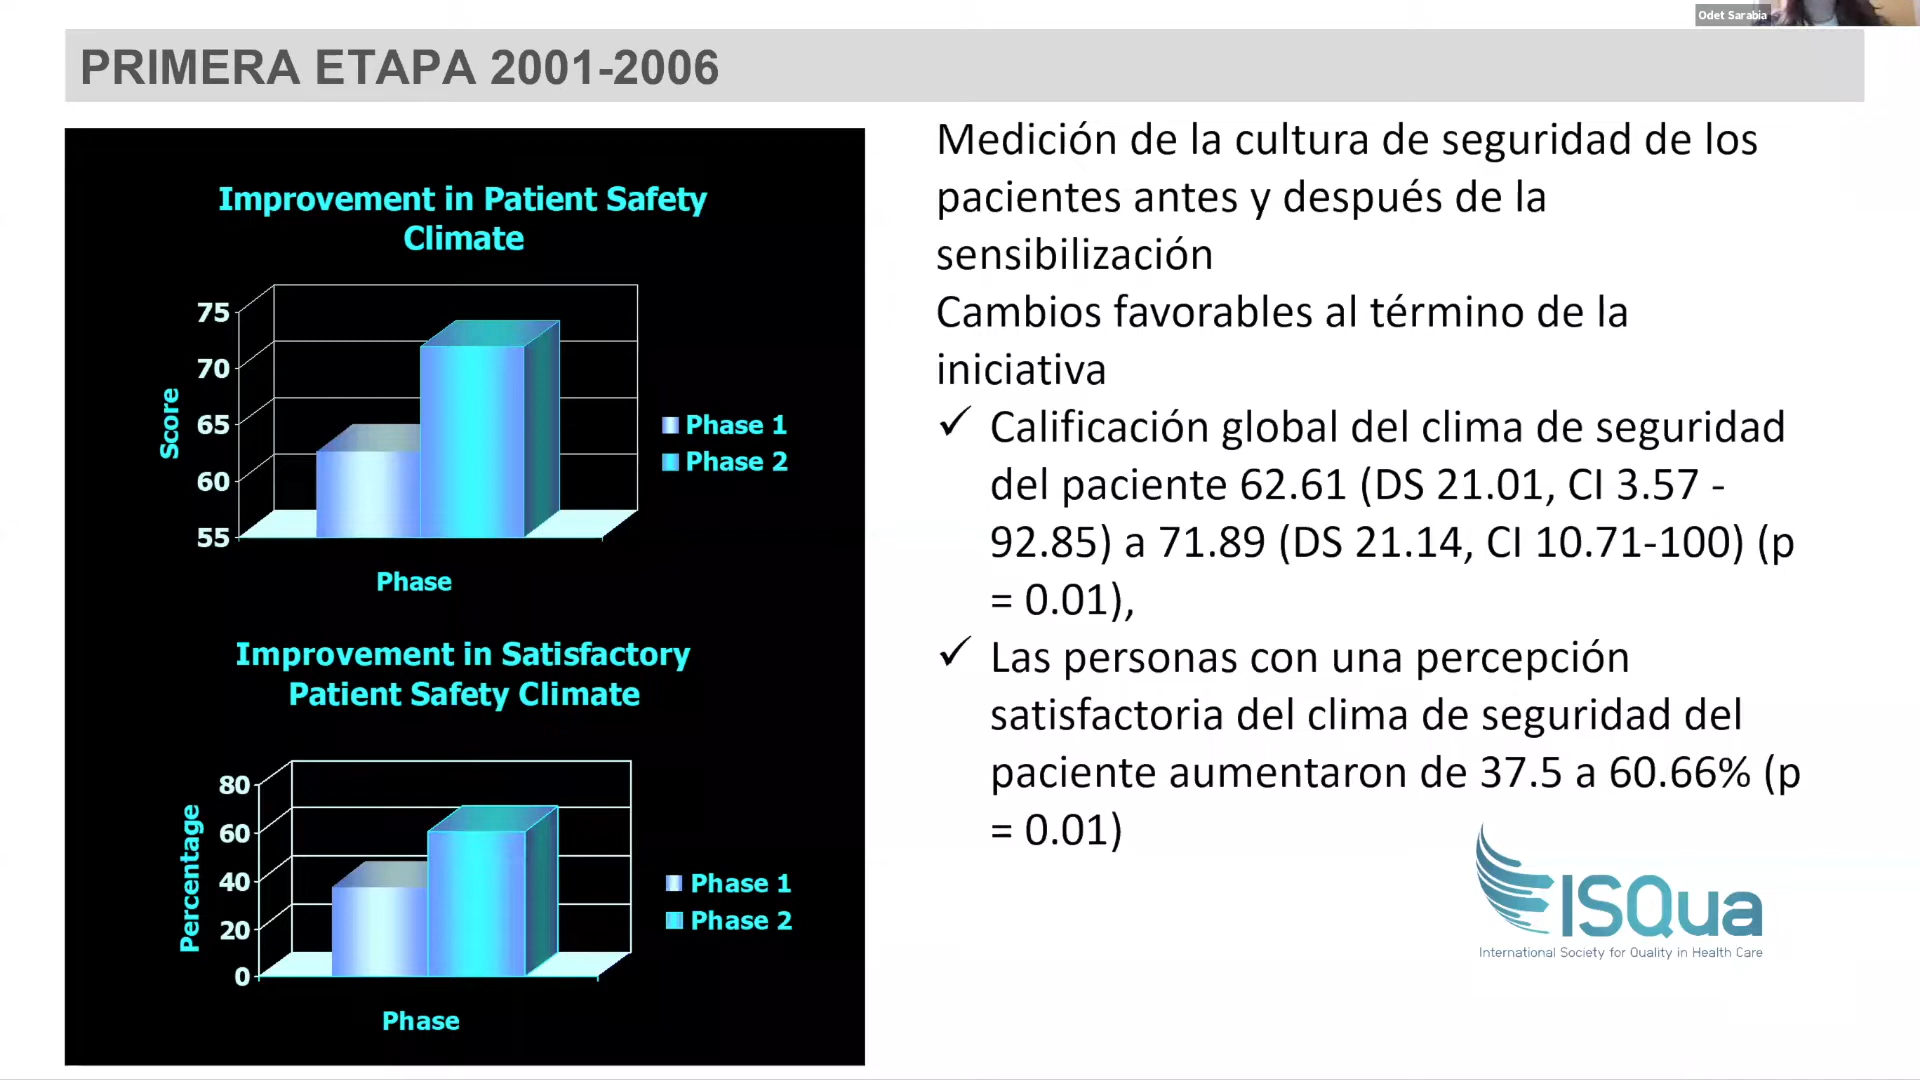 Odet Sarabia
PRIMERA ETAPA 2001-2006
Improvement in Patient Safety
Climate
75
70
65
60
55
Score
Phase 1
Phase 2
Phase
Improvement in Satisfactory
Patient Safety Climate
80
60
40
20
0
Percentage
Phase 1
Phase 2
Phase
Medición de la cultura de seguridad de los
pacientes antes y después de la
sensibilización
Cambios favorables al término de la
iniciativa
✓ Calificación global del clima de seguridad
del paciente 62.61 (DS 21.01, CI 3.57 -
92.85) a 71.89 (DS 21.14, CI 10.71-100) (p
= 0.01),
✓ Las personas con una percepción
satisfactoria del clima de seguridad del
paciente aumentaron de 37.5 a 60.66% (p
= 0.01)
ISQua
International Society for Quality in Health Care